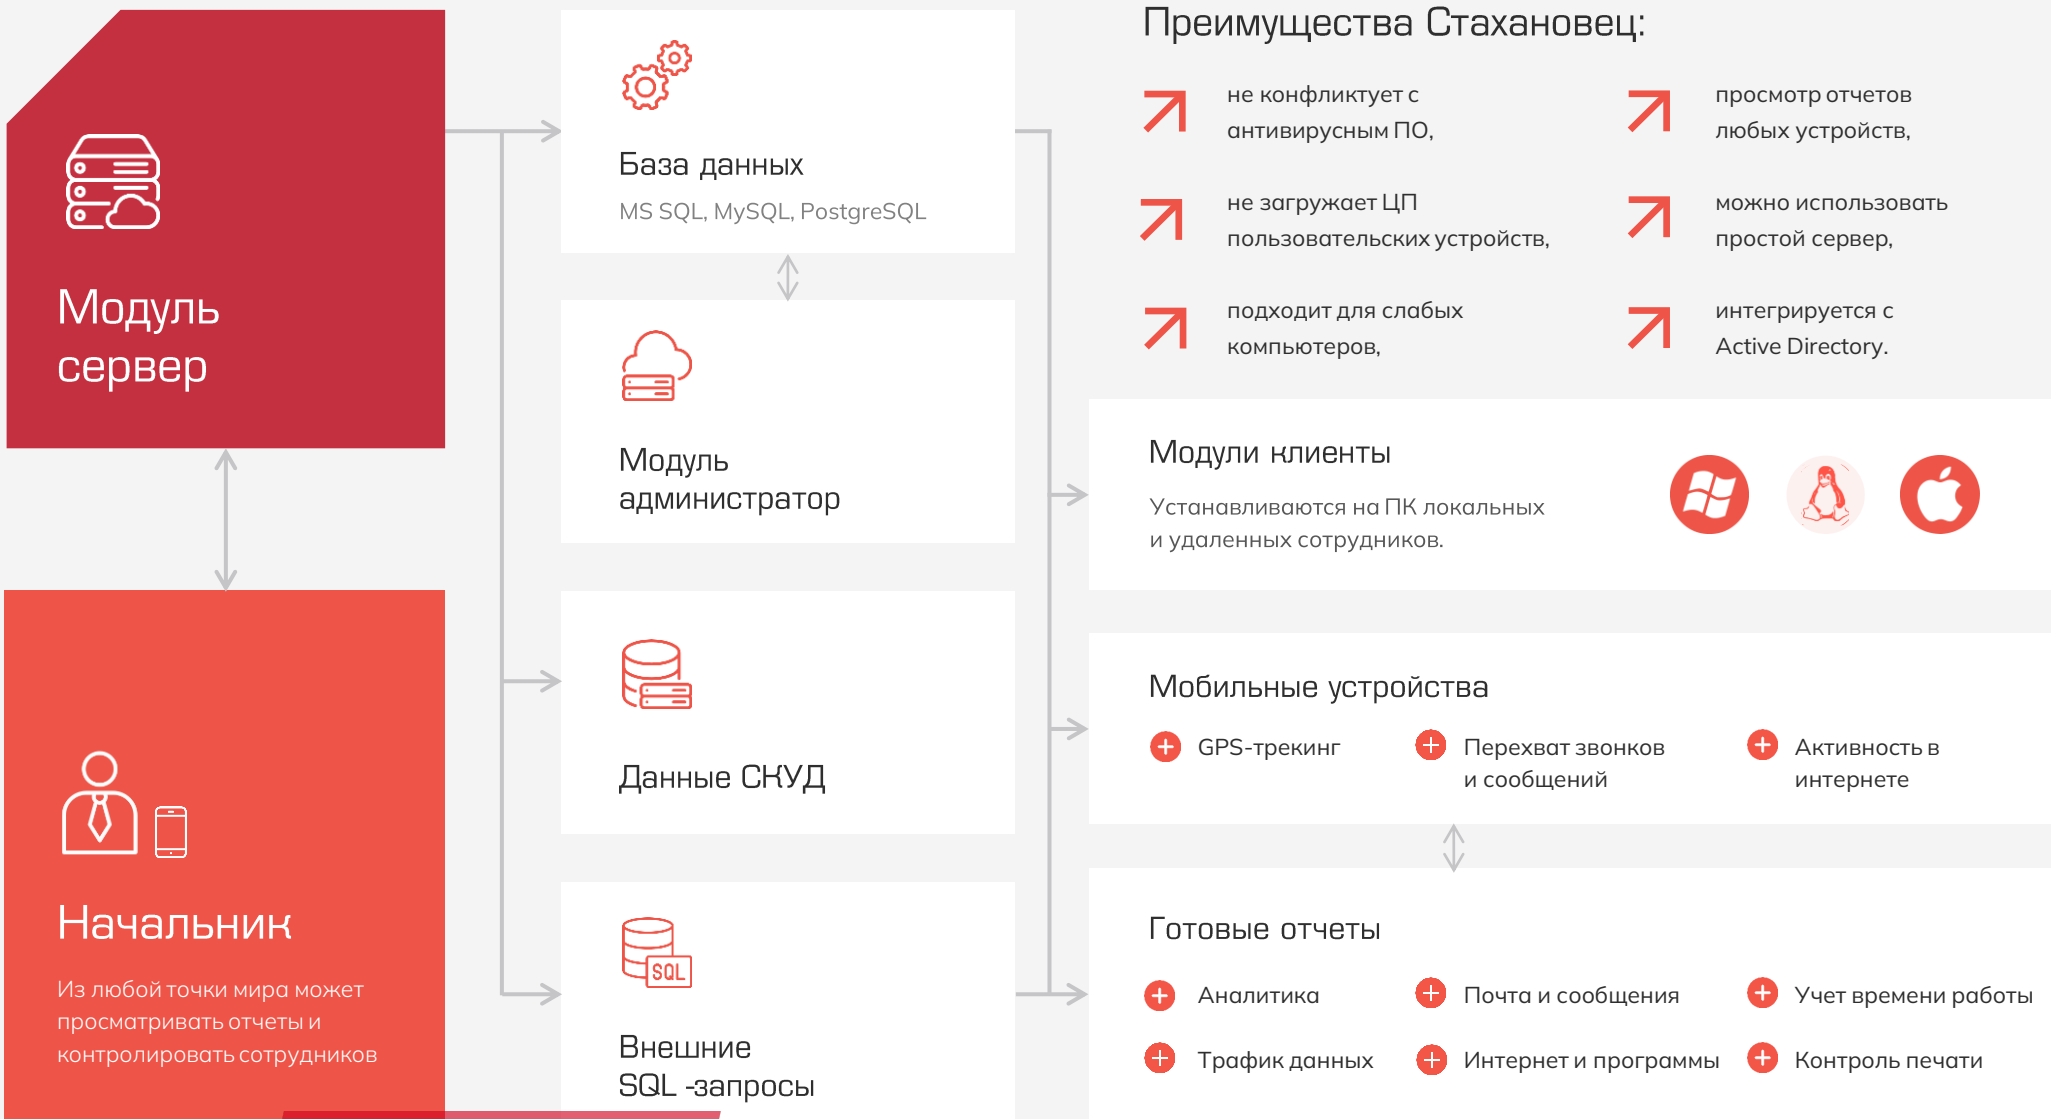 Модуль
сервер
Начальник
Из любой точки мира может
просматривать отчеты и
контролировать сотрудников
База данных
MS SQL, MySQL, PostgreSQL
Модуль
администратор
Данные СКУД
SQL
Внешние
SQL -запросы
Преимущества Стахановец:
не конфликтует с
антивирусным ПО,
просмотр отчетов
любых устройств,
не загружает ЦП
пользовательских устройств,
можно использовать
простой сервер,
подходит для слабых
компьютеров,
интегрируется с
Active Directory.
Модули клиенты
Устанавливаются на ПК локальных
и удаленных сотрудников.
Мобильные устройства
GPS-трекинг
Перехват звонков
и сообщений
Активность в
интернете
Готовые отчеты
Аналитика
Почта и сообщения
Учет времени работы
Трафик данных
Интернет и программы
Контроль печати